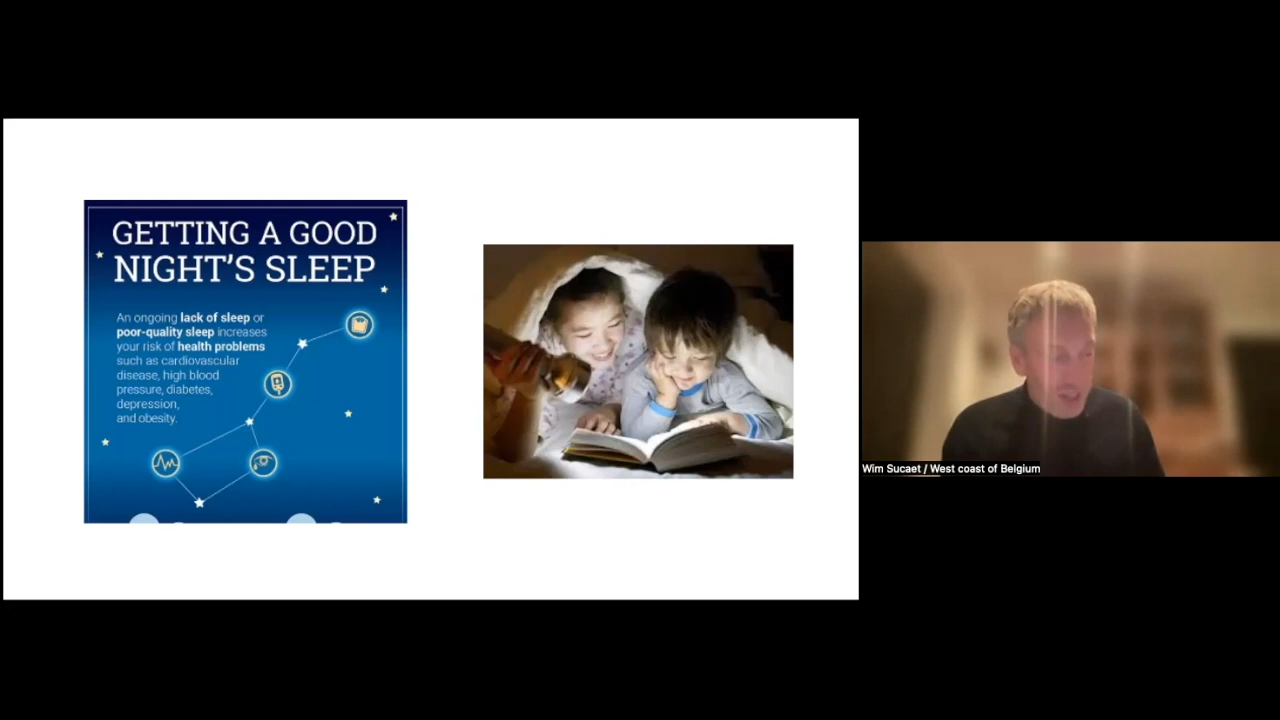 GETTING A GOOD
NIGHT'S SLEEP
An ongoing lack of sleep or
poor-quality sleep increases
your risk of health problems
such as cardiovascular
disease, high blood
pressure, diabetes,
depression,
and obesity.
Wim Sucaet / West coast of Belgium